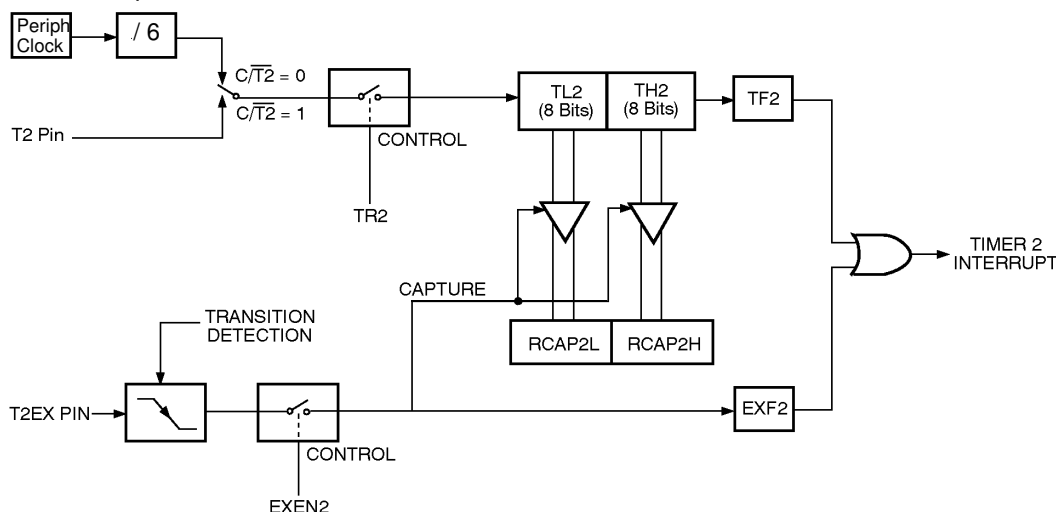 Periph
Clock
/ 6
C/T2 = 0
C/T2 = 1
T2 Pin
CONTROL
TR2
TL2
(8 Bits)
TH2
(8 Bits)
TF2
TIMER 2
INTERRUPT
CAPTURE
TRANSITION
DETECTION
RCAP2L
RCAP2H
T2EX PIN
EXF2
CONTROL
EXEN2